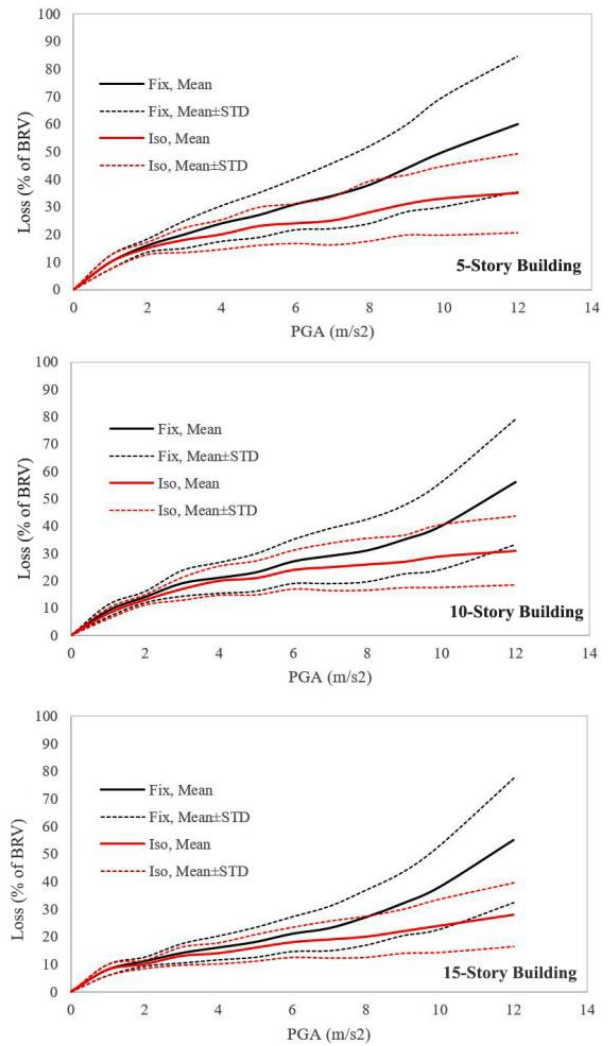 100
90
80
70
60
50
40
30
20
10
0
Loss (% of BRV)
Fix, Mean
Fix, Mean±STD
Iso, Mean
Iso, Mean±STD
5-Story Building
0 2 4 6 8 10 12 14
PGA (m/s2)
100
90
80
70
60
50
40
30
20
10
0
Loss (% of BRV)
Fix, Mean
Fix, Mean±STD
Iso, Mean
Iso, Mean±STD
10-Story Building
0 2 4 6 8 10 12 14
PGA (m/s2)
100
90
80
70
60
50
40
30
20
10
0
Loss (% of BRV)
Fix, Mean
Fix, Mean±STD
Iso, Mean
Iso, Mean±STD
15-Story Building
0 2 4 6 8 10 12 14
PGA (m/s2)